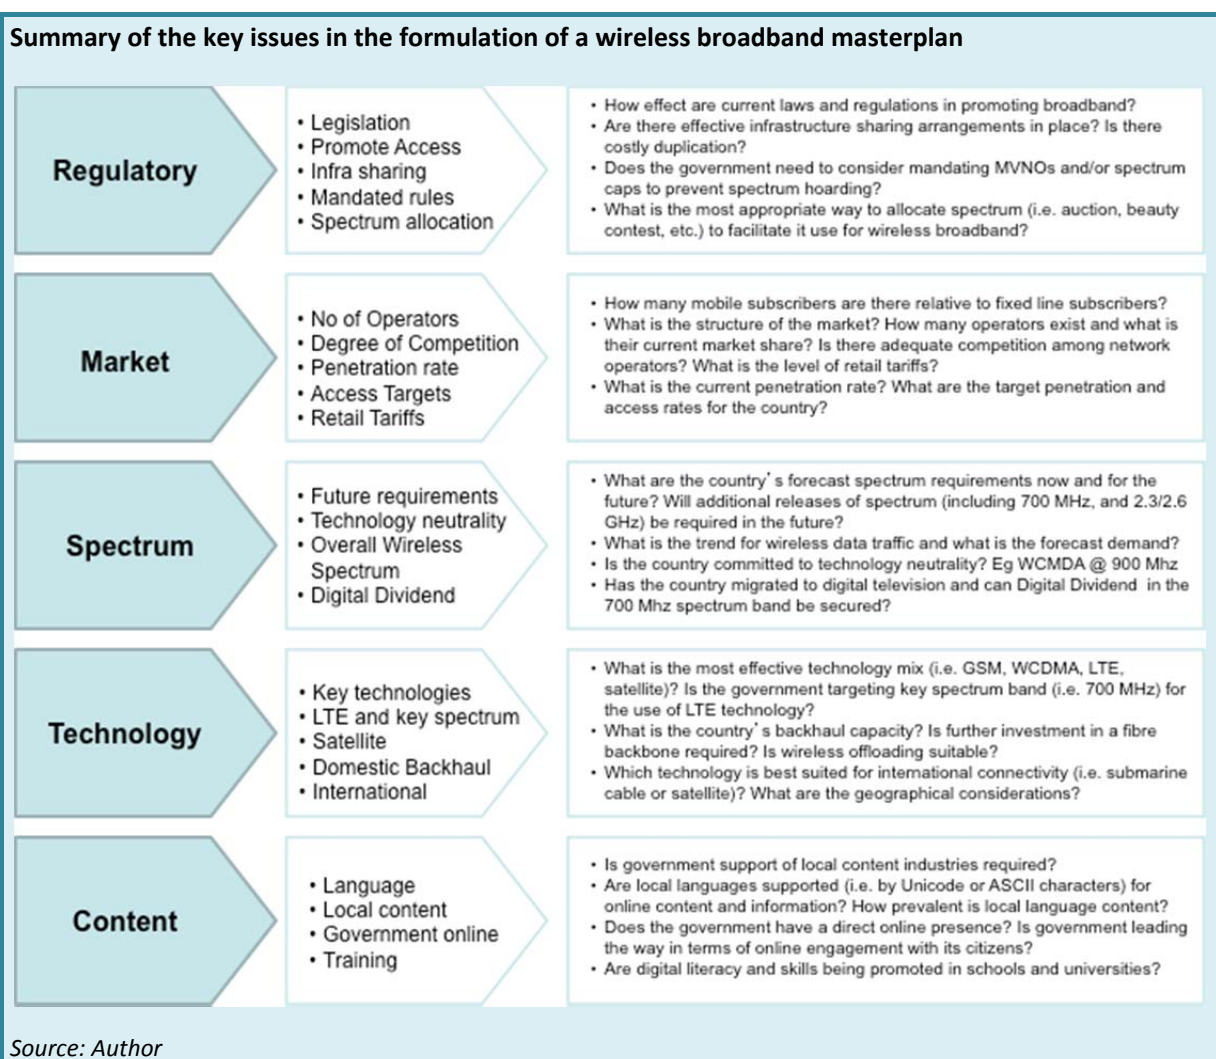 Summary of the key issues in the formulation of a wireless broadband masterplan
Regulatory
• Legislation
• Promote Access
• Infra sharing
• Mandated rules
• Spectrum allocation
• How effect are current laws and regulations in promoting broadband?
• Are there effective infrastructure sharing arrangements in place? Is there
costly duplication?
• Does the government need to consider mandating MVNOs and/or spectrum
caps to prevent spectrum hoarding?
• What is the most appropriate way to allocate spectrum (i.e. auction, beauty
contest, etc.) to facilitate it use for wireless broadband?
Market
• No of Operators
• Degree of Competition
• Penetration rate
• Access Targets
• Retail Tariffs
• How many mobile subscribers are there relative to fixed line subscribers?
• What is the structure of the market? How many operators exist and what is
their current market share? Is there adequate competition among network
operators? What is the level of retail tariffs?
• What is the current penetration rate? What are the target penetration and
access rates for the country?
Spectrum
• Future requirements
• Technology neutrality
• Overall Wireless
Spectrum
• Digital Dividend
• What are the country's forecast spectrum requirements now and for the
future? Will additional releases of spectrum (including 700 MHz, and 2.3/2.6
GHz) be required in the future?
• What is the trend for wireless data traffic and what is the forecast demand?
• Is the country committed to technology neutrality? Eg WCMDA @ 900 Mhz
• Has the country migrated to digital television and can Digital Dividend in the
700 Mhz spectrum band be secured?
Technology
• Key technologies
• LTE and key spectrum
• Satellite
• Domestic Backhaul
• International
• What is the most effective technology mix (i.e. GSM, WCDMA, LTE,
satellite)? Is the government targeting key spectrum band (i.e. 700 MHz) for
the use of LTE technology?
• What is the country's backhaul capacity? Is further investment in a fibre
backbone required? Is wireless offloading suitable?
• Which technology is best suited for international connectivity (i.e. submarine
cable or satellite)? What are the geographical considerations?
Content
• Language
• Local content
• Government online
• Training
• Is government support of local content industries required?
• Are local languages supported (i.e. by Unicode or ASCII characters) for
online content and information? How prevalent is local language content?
• Does the government have a direct online presence? Is government leading
the way in terms of online engagement with its citizens?
• Are digital literacy and skills being promoted in schools and universities?
Source: Author